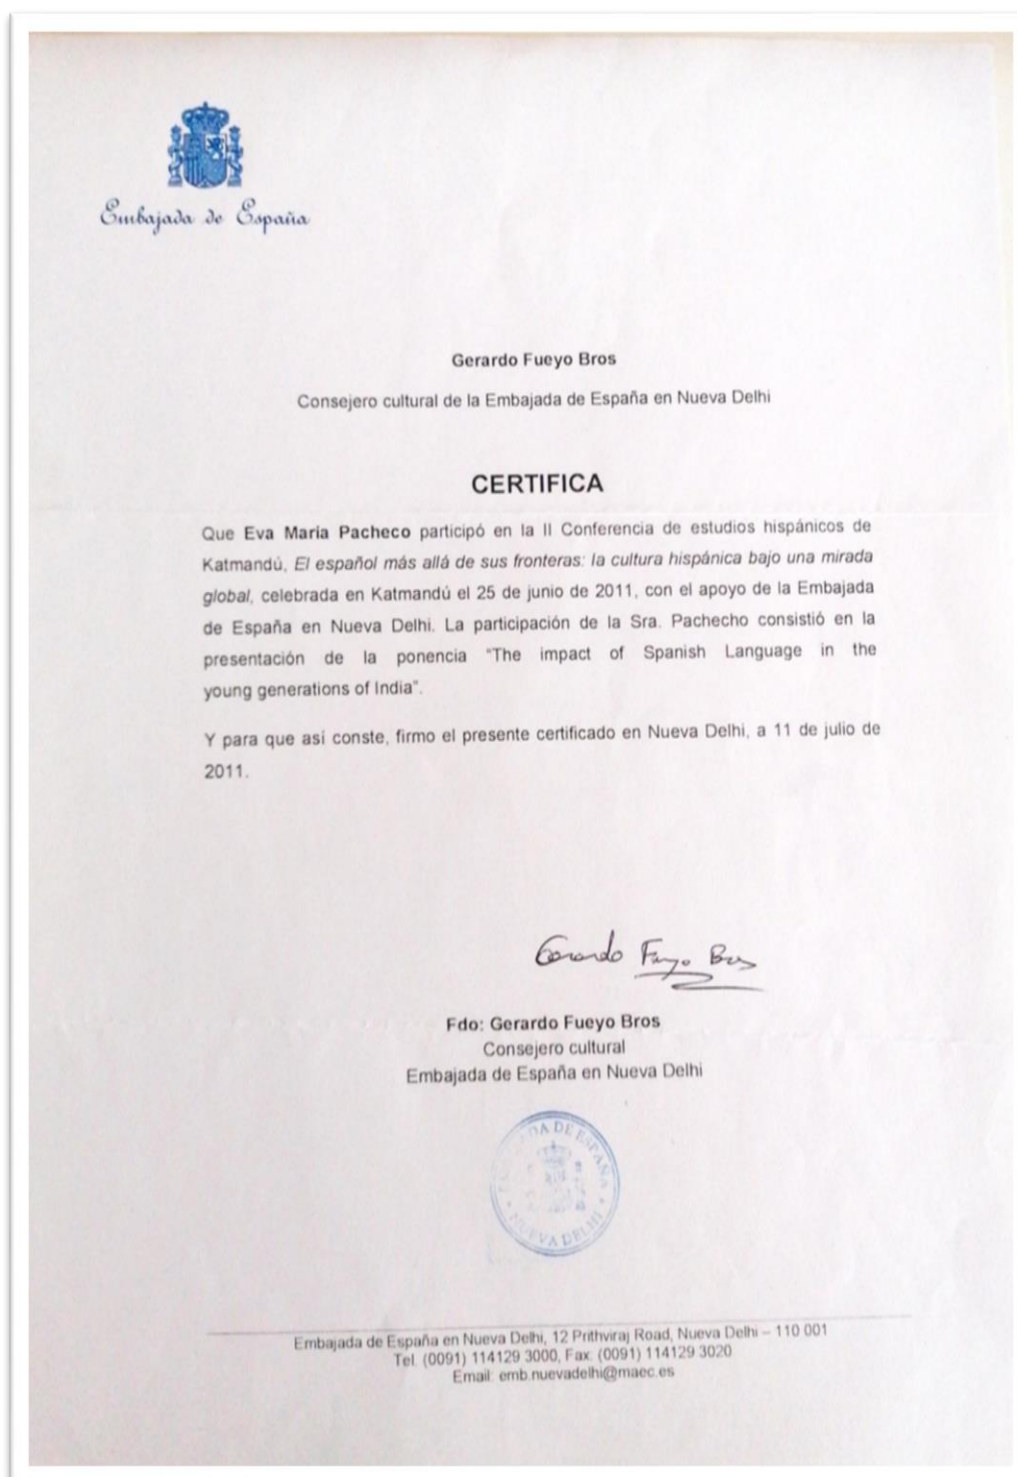 Embajada de España
Gerardo Fueyo Bros
Consejero cultural de la Embajada de España en Nueva Delhi
CERTIFICA
Que Eva María Pacheco participó en la II Conferencia de estudios hispánicos de
Katmandú, El español más allá de sus fronteras: la cultura hispánica bajo una mirada
global, celebrada en Katmandú el 25 de junio de 2011, con el apoyo de la Embajada
de España en Nueva Delhi. La participación de la Sra. Pachecho consistió en la
presentación de la ponencia "The impact of Spanish Language in the
young generations of India".
Y para que así conste, firmo el presente certificado en Nueva Delhi, a 11 de julio de
2011.
Gerardo Fueyo Bros
Fdo: Gerardo Fueyo Bros
Consejero cultural
Embajada de España en Nueva Delhi
EMBAJADA DE ESPAÑA
NUEVA DELHI
Embajada de España en Nueva Delhi, 12 Prithviraj Road, Nueva Delhi – 110 001
Tel. (0091) 114129 3000, Fax: (0091) 114129 3020
Email: emb.nuevadelhi@maec.es